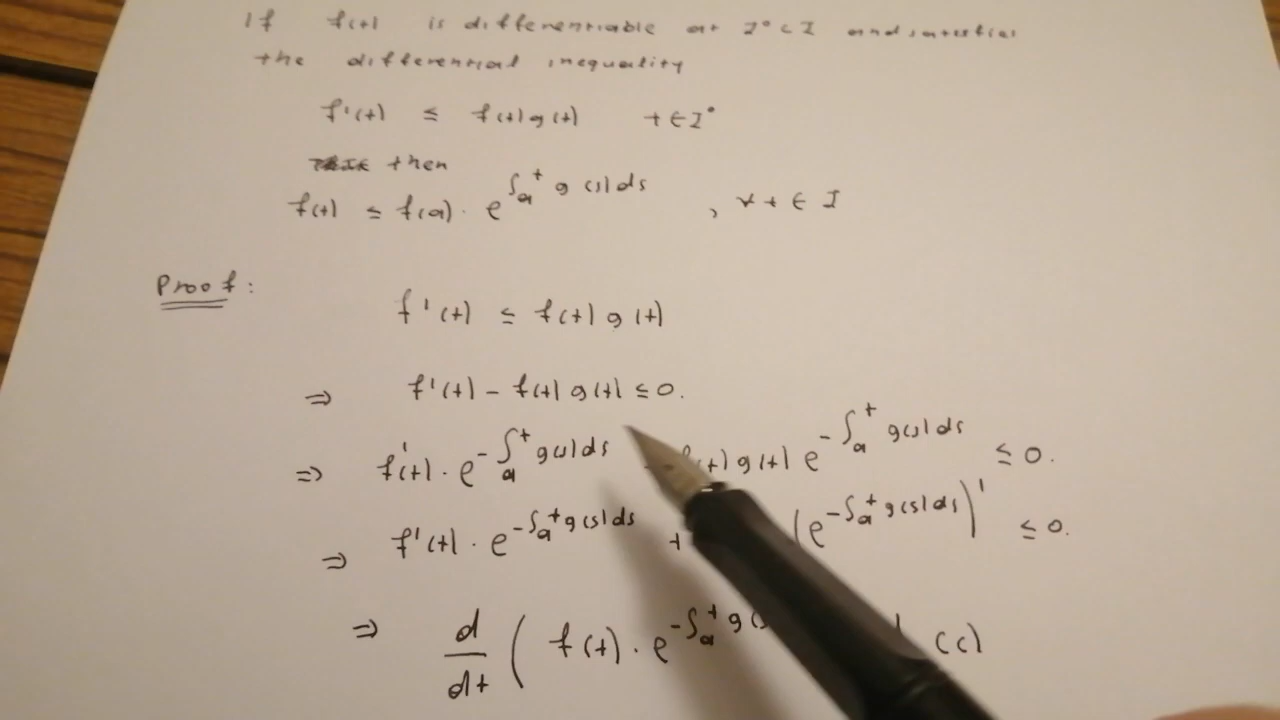 If f(t) is differentiable at I° ⊂ I and satisfies
the differential inequality
f'(t) ≤ f(t) g(t) t ∈ I°
then
f(t) ≤ f(a) · e^{∫_a^t g(s) ds} , ∀ t ∈ I
Proof:
f'(t) ≤ f(t) g(t)
⇒ f'(t) − f(t) g(t) ≤ 0.
⇒ f'(t) · e^{−∫_a^t g(s) ds} − f(t) g(t) e^{−∫_a^t g(s) ds} ≤ 0.
⇒ f'(t) · e^{−∫_a^t g(s) ds} + (e^{−∫_a^t g(s) ds})' ≤ 0.
⇒ d/dt ( f(t) · e^{−∫_a^t g(s